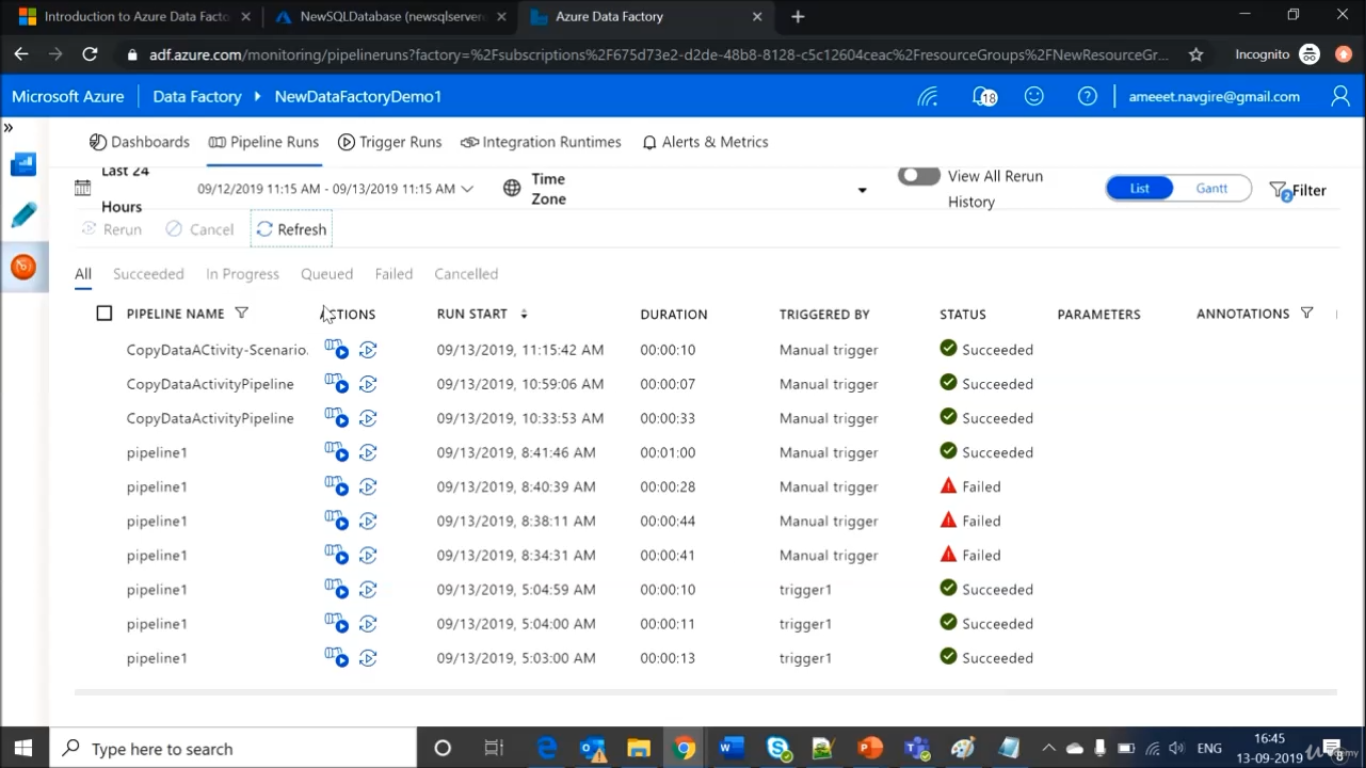 Introduction to Azure Data Facto
NewSQLDatabase (newsqlserver
Azure Data Factory
adf.azure.com/monitoring/pipelineruns?factory=%2Fsubscriptions%2F675d73e2-d2de-48b8-8128-c5c12604ceac%2FresourceGroups%2FNewResourceGr...
Incognito
Microsoft Azure
Data Factory
NewDataFactoryDemo1
18
ameeet.navgire@gmail.com
Dashboards
Pipeline Runs
Trigger Runs
Integration Runtimes
Alerts & Metrics
Last 24
Hours
09/12/2019 11:15 AM - 09/13/2019 11:15 AM
Time
Zone
View All Rerun
History
List
Gantt
2
Filter
Rerun
Cancel
Refresh
All
Succeeded
In Progress
Queued
Failed
Cancelled
PIPELINE NAME ACTIONS RUN START DURATION TRIGGERED BY STATUS PARAMETERS ANNOTATIONS
CopyDataACtivity-Scenario. 09/13/2019, 11:15:42 AM 00:00:10 Manual trigger Succeeded
CopyDataActivityPipeline 09/13/2019, 10:59:06 AM 00:00:07 Manual trigger Succeeded
CopyDataActivityPipeline 09/13/2019, 10:33:53 AM 00:00:33 Manual trigger Succeeded
pipeline1 09/13/2019, 8:41:46 AM 00:01:00 Manual trigger Succeeded
pipeline1 09/13/2019, 8:40:39 AM 00:00:28 Manual trigger Failed
pipeline1 09/13/2019, 8:38:11 AM 00:00:44 Manual trigger Failed
pipeline1 09/13/2019, 8:34:31 AM 00:00:41 Manual trigger Failed
pipeline1 09/13/2019, 5:04:59 AM 00:00:10 trigger1 Succeeded
pipeline1 09/13/2019, 5:04:00 AM 00:00:11 trigger1 Succeeded
pipeline1 09/13/2019, 5:03:00 AM 00:00:13 trigger1 Succeeded
Type here to search
ENG
16:45
13-09-2019